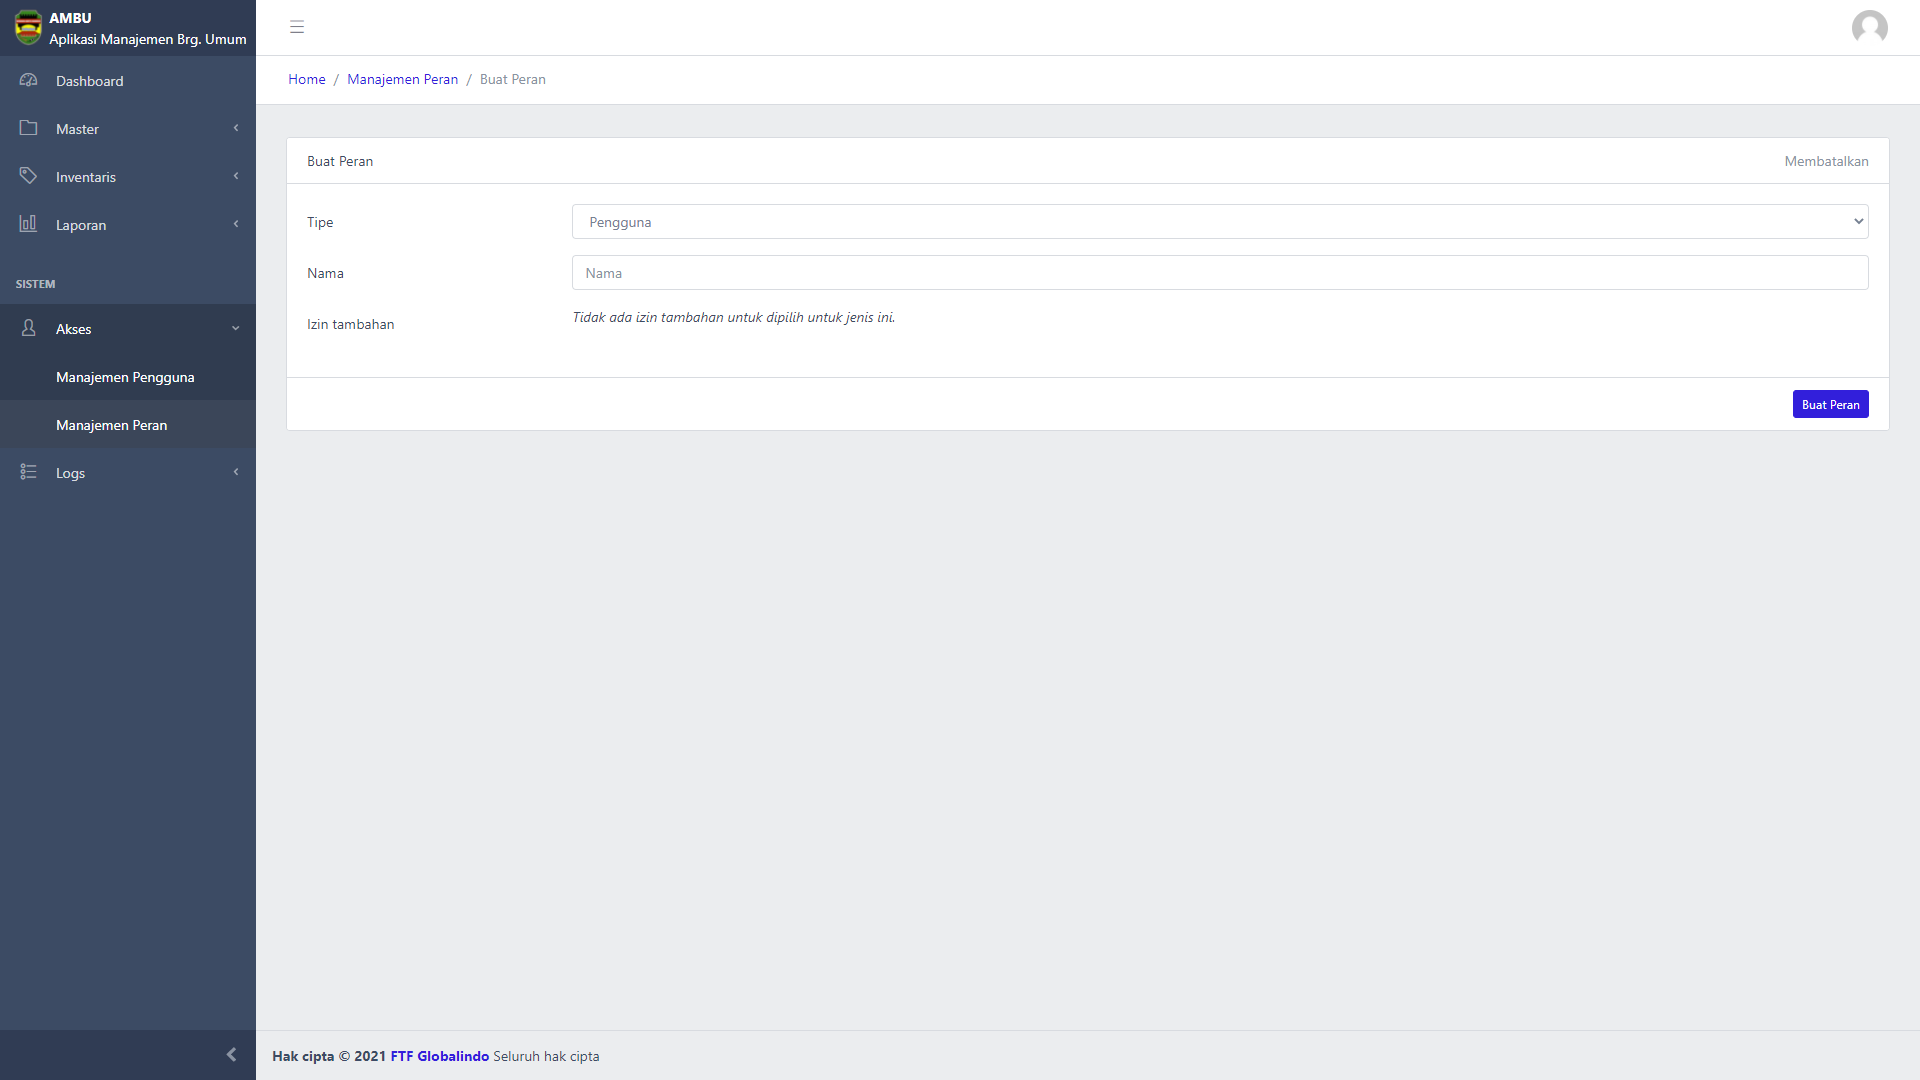 AMBU
Aplikasi Manajemen Brg. Umum
Dashboard
Master
Inventaris
Laporan
SISTEM
Akses
Manajemen Pengguna
Manajemen Peran
Logs
Home / Manajemen Peran / Buat Peran
Buat Peran
Membatalkan
Tipe
Pengguna
Nama
Nama
Izin tambahan
Tidak ada izin tambahan untuk dipilih untuk jenis ini.
Buat Peran
Hak cipta © 2021 FTF Globalindo Seluruh hak cipta